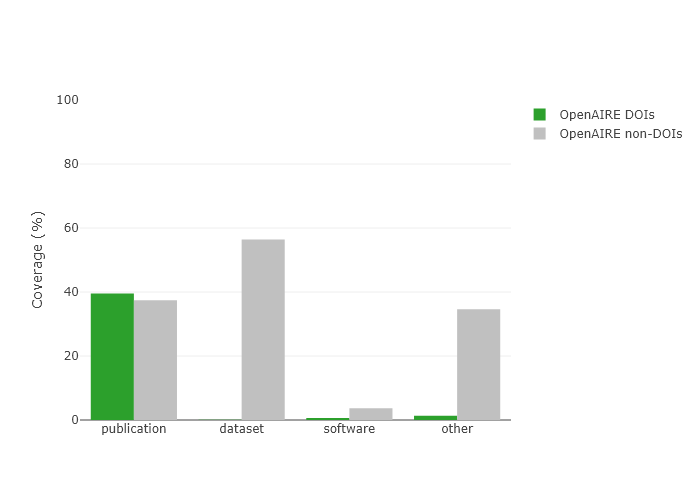 100
80
60
40
20
0
Coverage (%)
publication
dataset
software
other
OpenAIRE DOIs
OpenAIRE non-DOIs